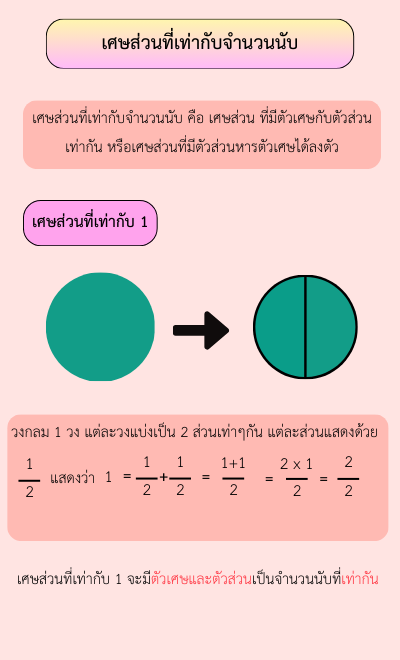 เศษส่วนที่เท่ากับจำนวนนับ
เศษส่วนที่เท่ากับจำนวนนับ คือ เศษส่วน ที่มีตัวเศษกับตัวส่วน
เท่ากัน หรือเศษส่วนที่มีตัวส่วนหารตัวเศษได้ลงตัว
เศษส่วนที่เท่ากับ 1
วงกลม 1 วง แต่ละวงแบ่งเป็น 2 ส่วนเท่าๆกัน แต่ละส่วนแสดงด้วย
1/2 แสดงว่า 1 = 1/2 + 1/2 = 1+1/2 = 2 x 1/2 = 2/2
เศษส่วนที่เท่ากับ 1 จะมีตัวเศษและตัวส่วนเป็นจำนวนนับที่เท่ากัน